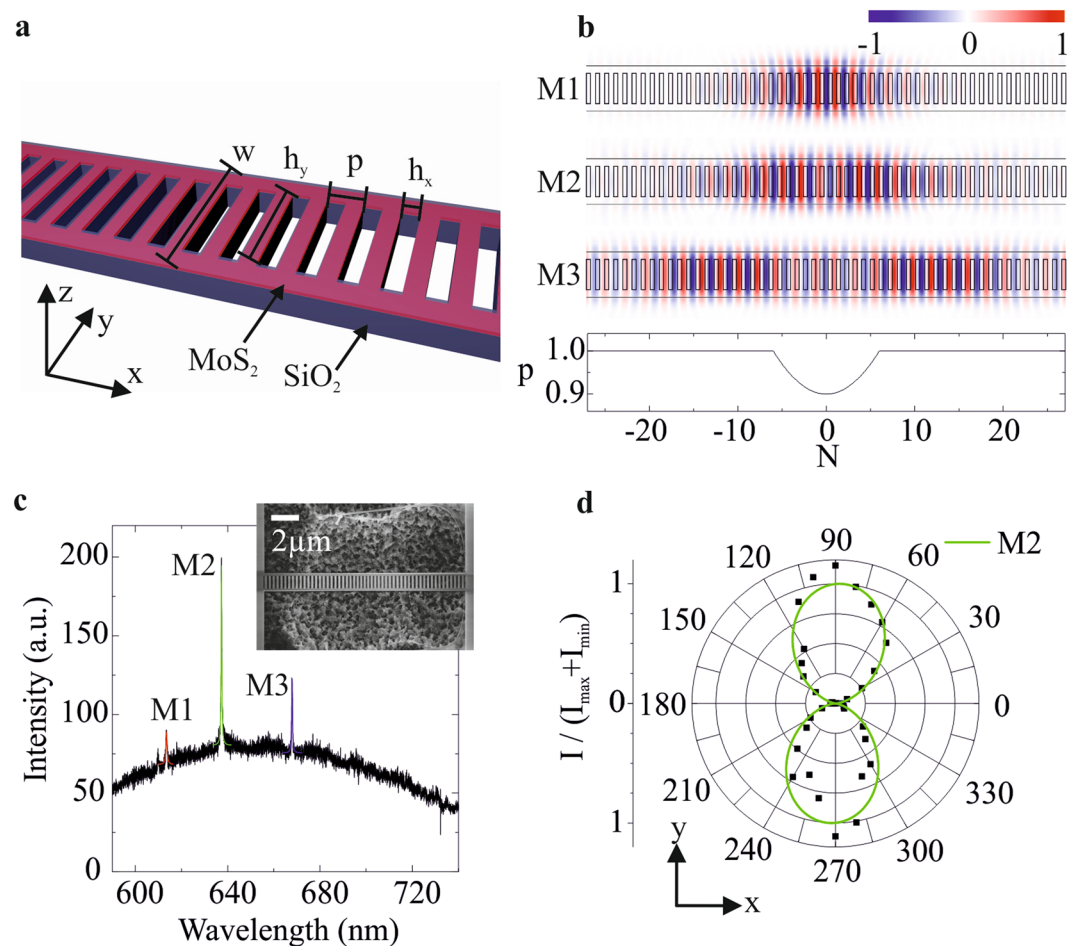 a
w
h_y
p
h_x
z
y
x
MoS₂
SiO₂
b
-1 0 1
M1
M2
M3
1.0
p
0.9
-20 -10 0 10 20
N
c
2µm
200
M2
150
M3
100
M1
50
0
Intensity (a.u.)
600 640 680 720
Wavelength (nm)
d
M2
90
120 60
150 30
180 0
210 330
240 300
270
1
0
1
I / (I_max+I_min)
y
x